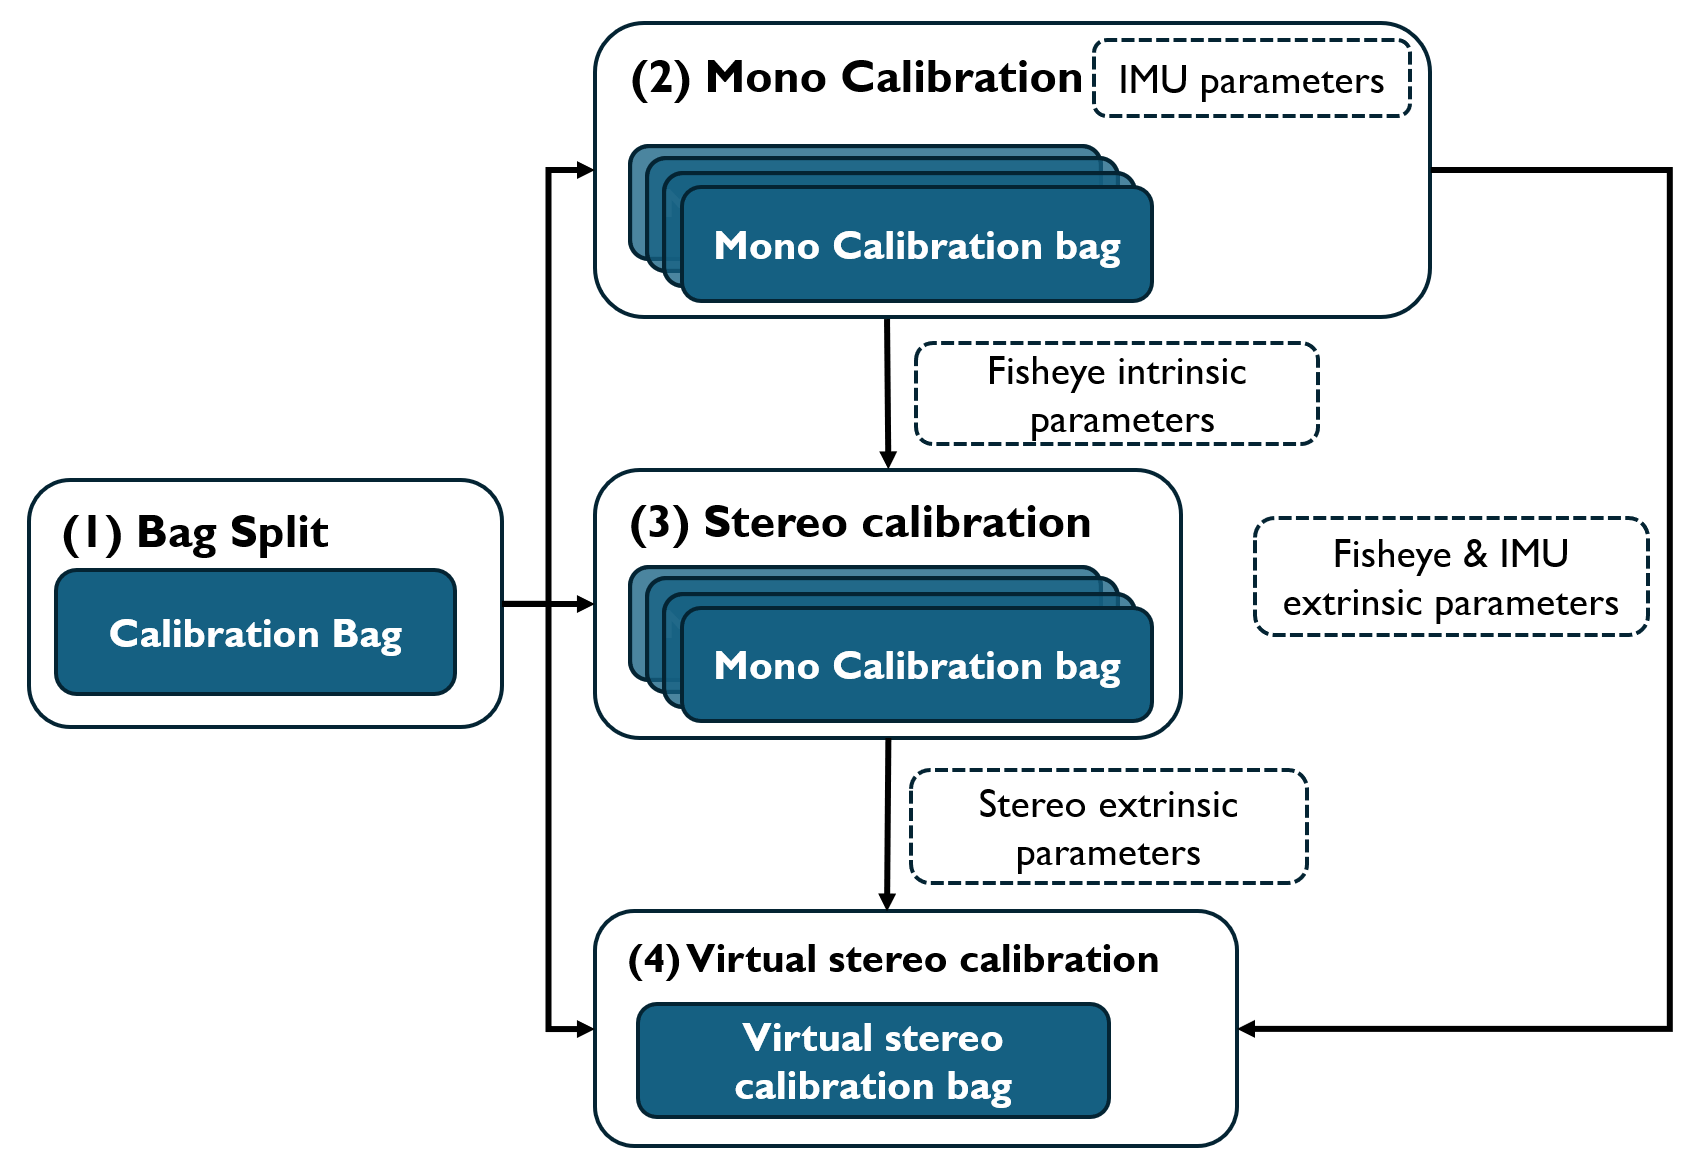 (2) Mono Calibration
IMU parameters
Mono Calibration bag
Fisheye intrinsic
parameters
(1) Bag Split
Calibration Bag
(3) Stereo calibration
Mono Calibration bag
Fisheye & IMU
extrinsic parameters
Stereo extrinsic
parameters
(4) Virtual stereo calibration
Virtual stereo
calibration bag